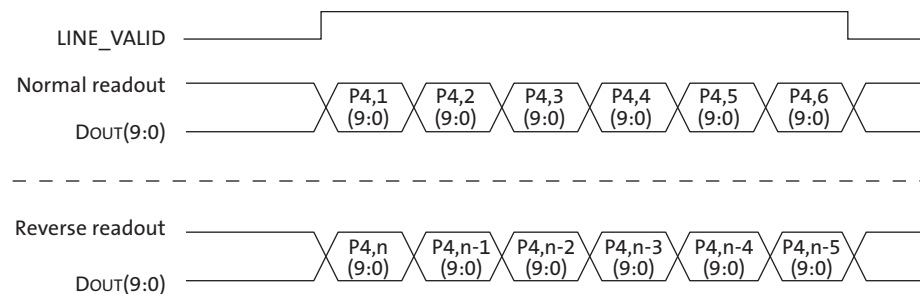 LINE_VALID
Normal readout
P4,1 P4,2 P4,3 P4,4 P4,5 P4,6
(9:0) (9:0) (9:0) (9:0) (9:0) (9:0)
DOUT(9:0)
Reverse readout
P4,n P4,n-1 P4,n-2 P4,n-3 P4,n-4 P4,n-5
(9:0) (9:0) (9:0) (9:0) (9:0) (9:0)
DOUT(9:0)